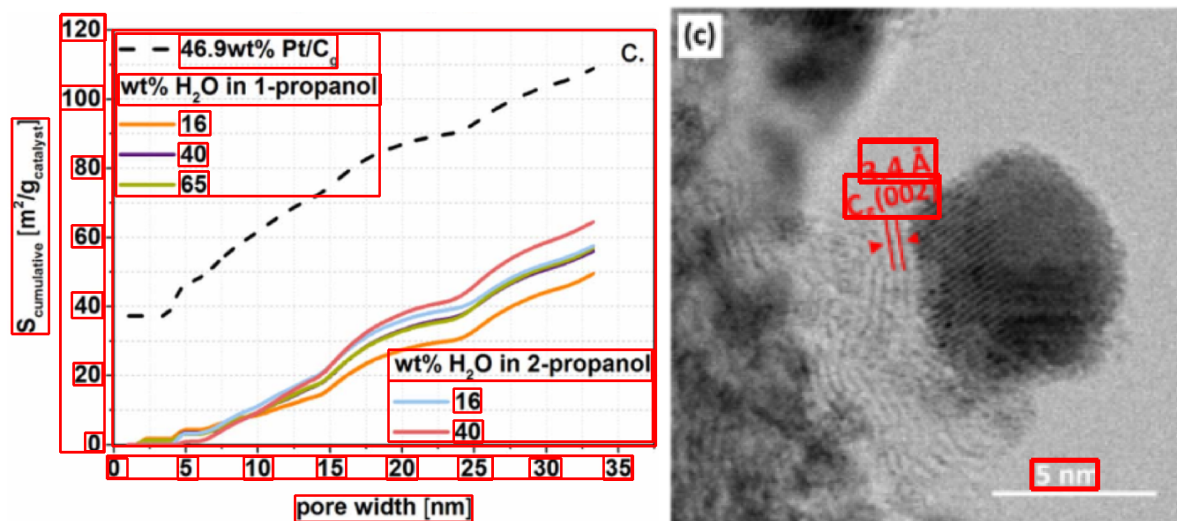 120
100
80
60
40
20
0
S cumulative [m²/g catalyst]
46.9wt% Pt/C
c.
wt% H₂O in 1-propanol
16
40
65
wt% H₂O in 2-propanol
16
40
0 5 10 15 20 25 30 35
pore width [nm]
(c)
3.4 Å
(002
5 nm